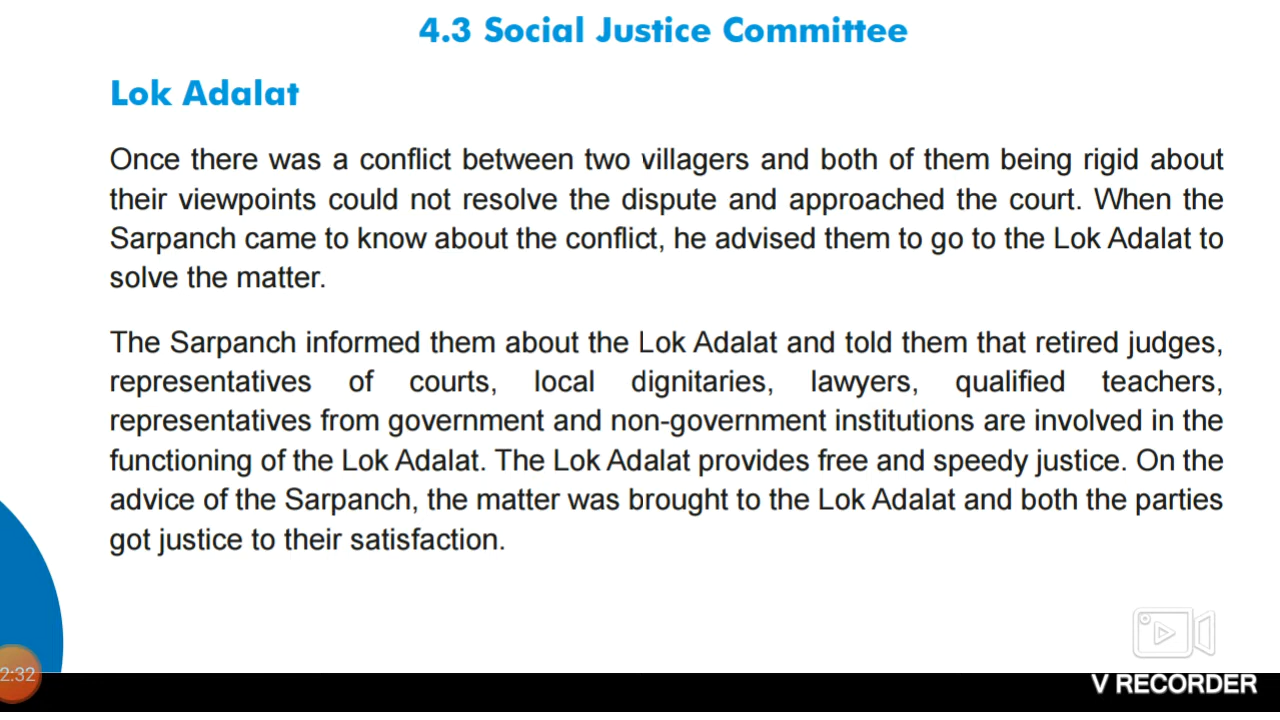 4.3 Social Justice Committee
Lok Adalat
Once there was a conflict between two villagers and both of them being rigid about
their viewpoints could not resolve the dispute and approached the court. When the
Sarpanch came to know about the conflict, he advised them to go to the Lok Adalat to
solve the matter.
The Sarpanch informed them about the Lok Adalat and told them that retired judges,
representatives of courts, local dignitaries, lawyers, qualified teachers,
representatives from government and non-government institutions are involved in the
functioning of the Lok Adalat. The Lok Adalat provides free and speedy justice. On the
advice of the Sarpanch, the matter was brought to the Lok Adalat and both the parties
got justice to their satisfaction.
2:32
V RECORDER